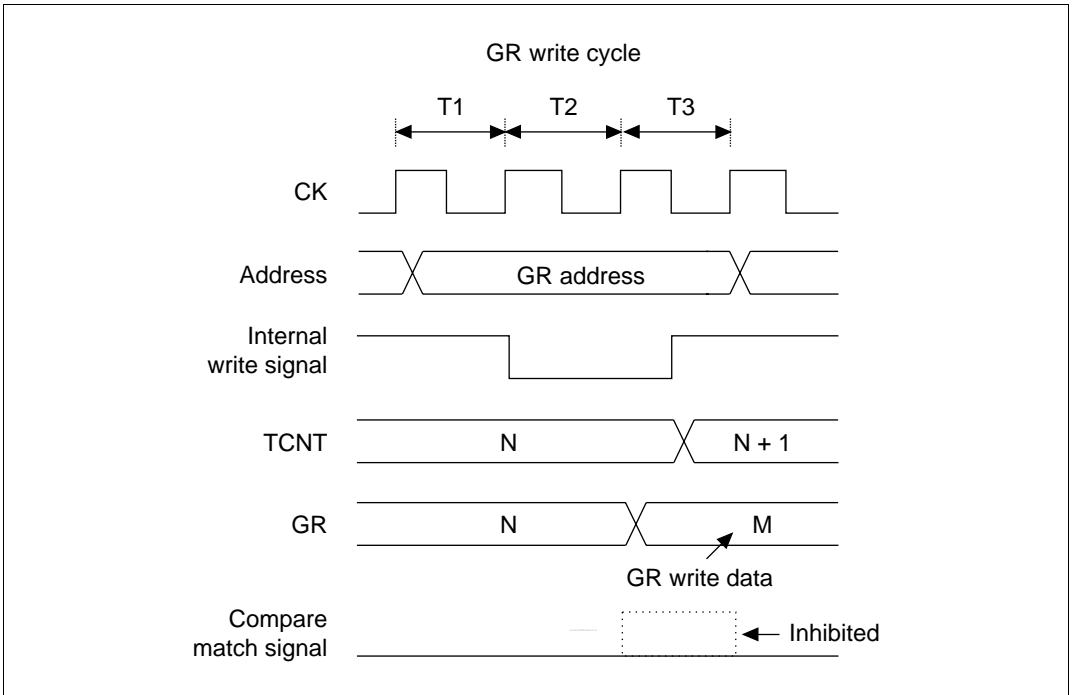 GR write cycle
T1 T2 T3
CK
Address GR address
Internal
write signal
TCNT N N + 1
GR N M
GR write data
Compare
match signal
Inhibited